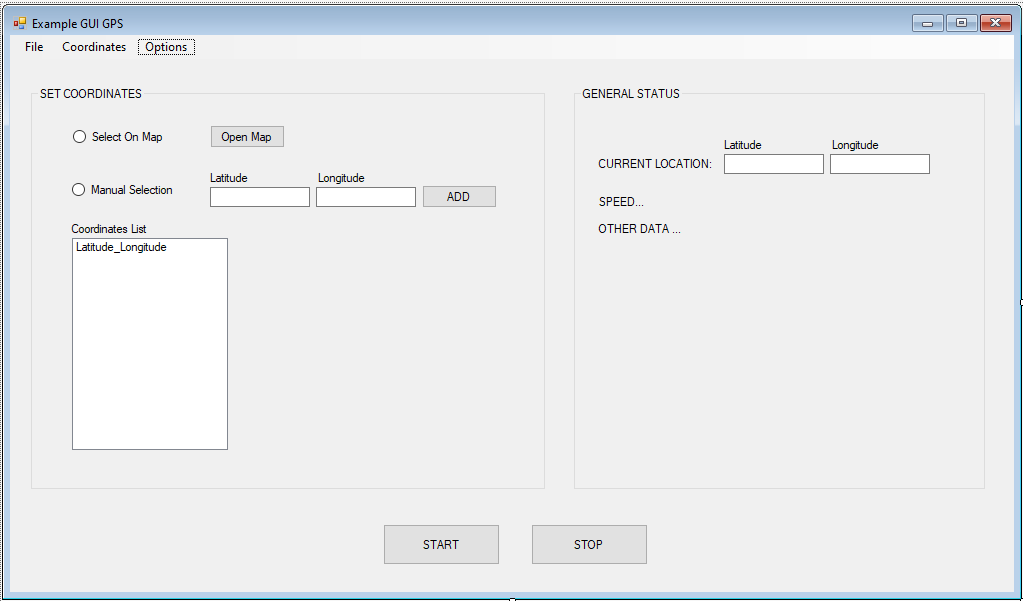 Example GUI GPS
File Coordinates Options
SET COORDINATES
Select On Map Open Map
Latitude Longitude
Manual Selection ADD
Coordinates List
Latitude_Longitude
GENERAL STATUS
Latitude Longitude
CURRENT LOCATION:
SPEED...
OTHER DATA ...
START STOP